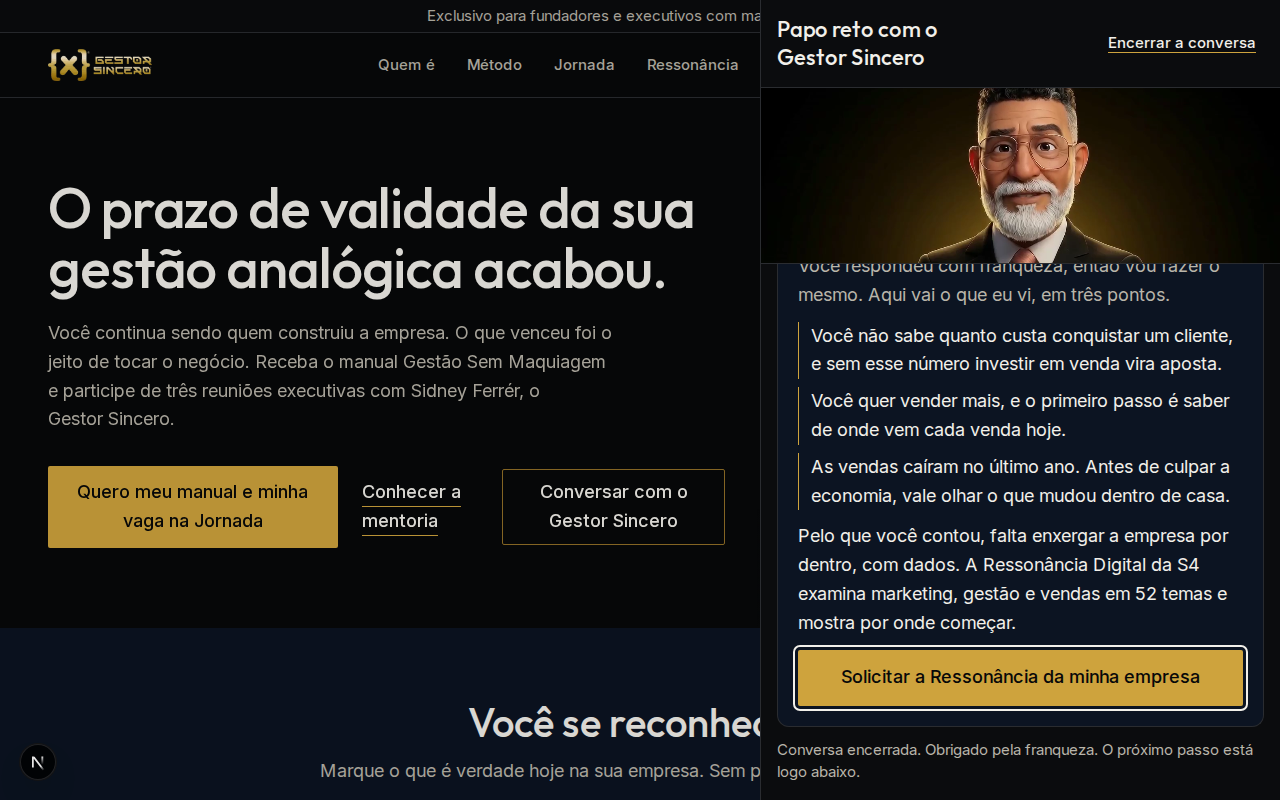 Exclusivo para fundadores e executivos com ma
GESTOR
SINCERO
Quem é
Método
Jornada
Ressonância
O prazo de validade da sua
gestão analógica acabou.
Você continua sendo quem construiu a empresa. O que venceu foi o
jeito de tocar o negócio. Receba o manual Gestão Sem Maquiagem
e participe de três reuniões executivas com Sidney Ferrér, o
Gestor Sincero.
Quero meu manual e minha
vaga na Jornada
Conhecer a
mentoria
Conversar com o
Gestor Sincero
Você se reconhec
Marque o que é verdade hoje na sua empresa. Sem p
N
Papo reto com o
Gestor Sincero
Encerrar a conversa
Você respondeu com franqueza, então vou fazer o
mesmo. Aqui vai o que eu vi, em três pontos.
Você não sabe quanto custa conquistar um cliente,
e sem esse número investir em venda vira aposta.
Você quer vender mais, e o primeiro passo é saber
de onde vem cada venda hoje.
As vendas caíram no último ano. Antes de culpar a
economia, vale olhar o que mudou dentro de casa.
Pelo que você contou, falta enxergar a empresa por
dentro, com dados. A Ressonância Digital da S4
examina marketing, gestão e vendas em 52 temas e
mostra por onde começar.
Solicitar a Ressonância da minha empresa
Conversa encerrada. Obrigado pela franqueza. O próximo passo está
logo abaixo.